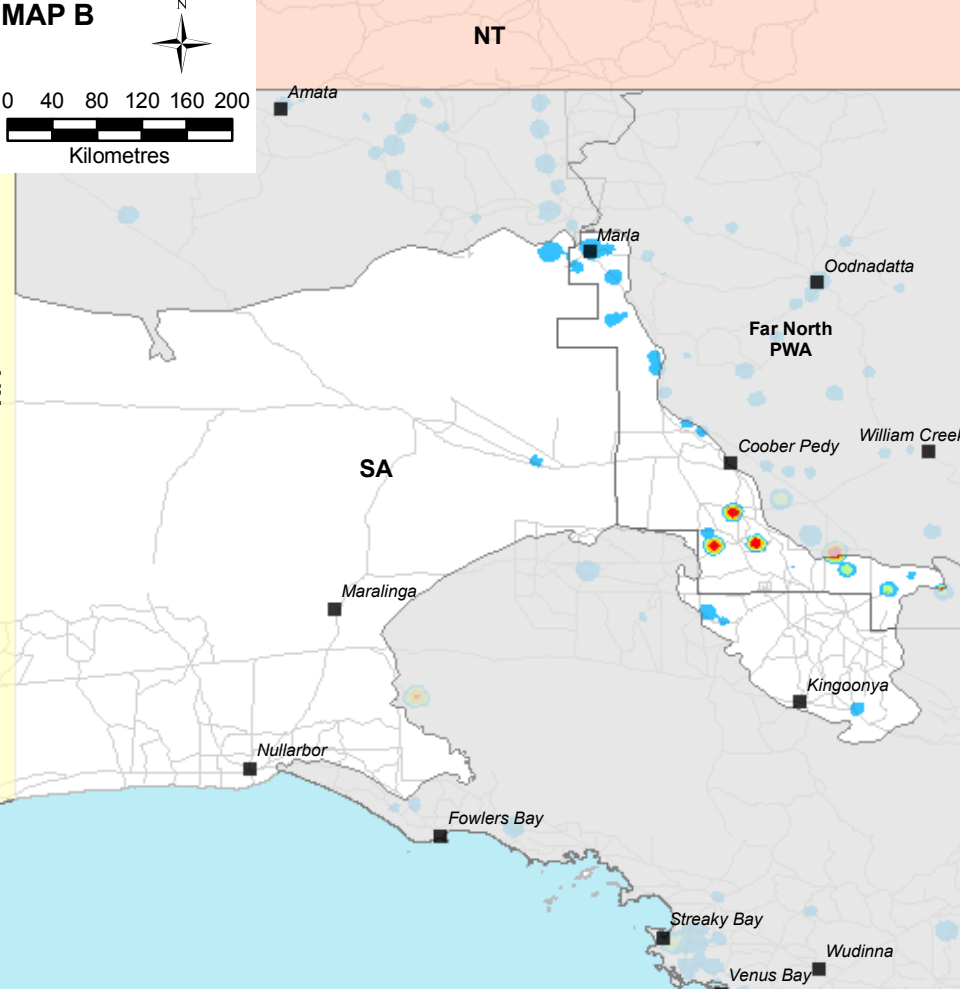 MAP B
N
0 40 80 120 160 200
Kilometres
NT
Amata
Marla
Oodnadatta
Far North
PWA
Coober Pedy
William Creek
SA
Maralinga
Kingoonya
Nullarbor
Fowlers Bay
Streaky Bay
Wudinna
Venus Bay